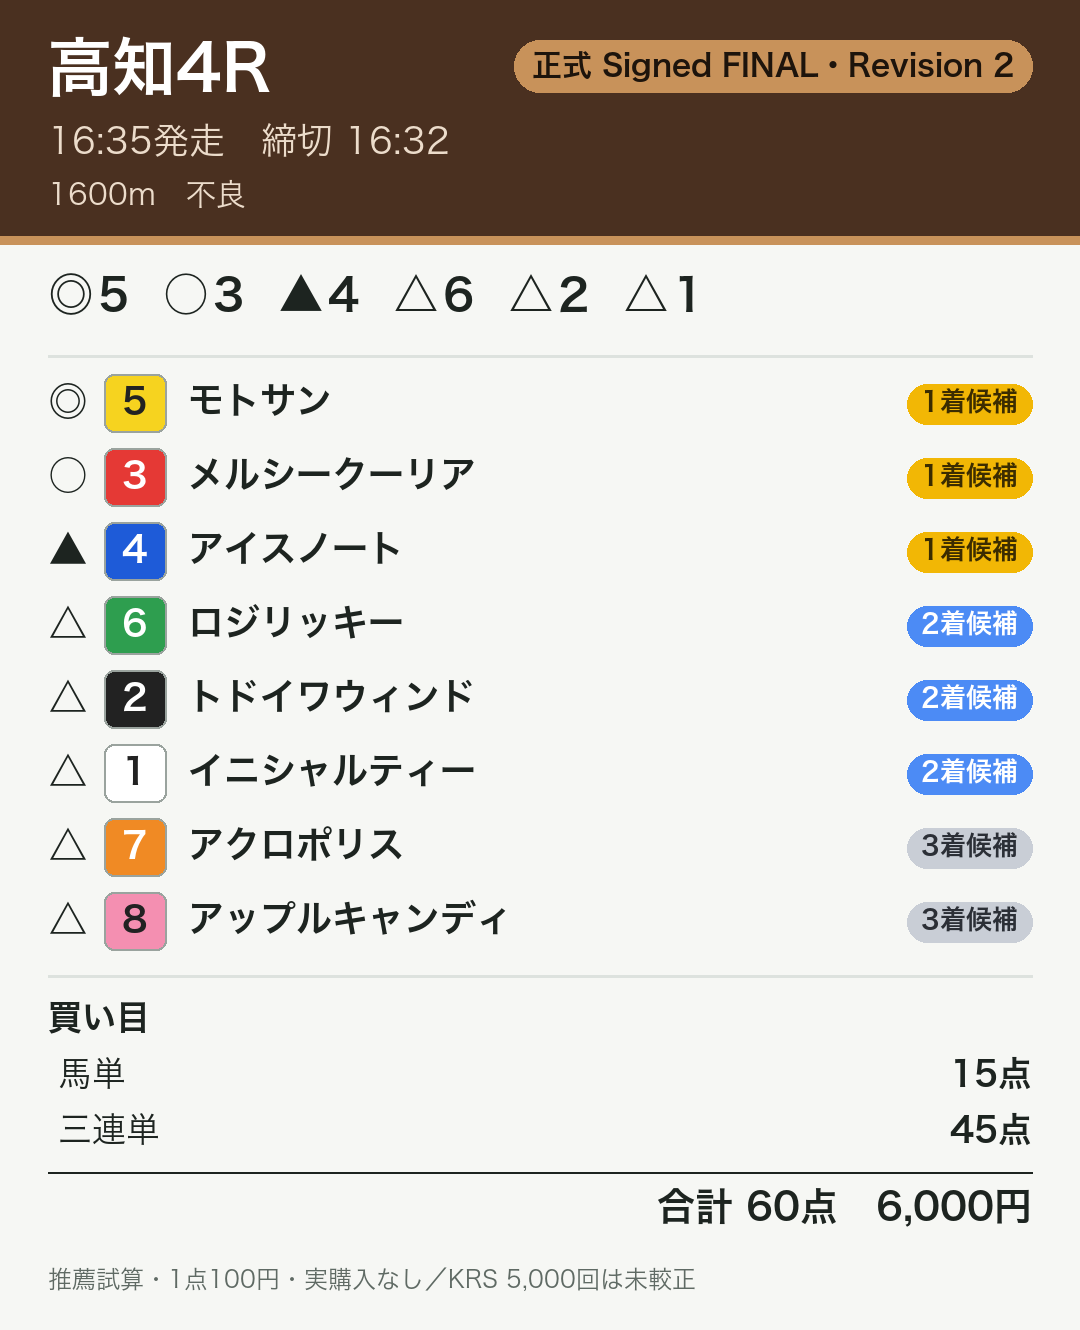 高知4R
正式 Signed FINAL・Revision 2
16:35発走　締切 16:32
1600m　不良
◎5 ○3 ▲4 △6 △2 △1
◎ 5 モトサン 1着候補
○ 3 メルシークーリア 1着候補
▲ 4 アイスノート 1着候補
△ 6 ロジリッキー 2着候補
△ 2 トドイワウィンド 2着候補
△ 1 イニシャルティー 2着候補
△ 7 アクロポリス 3着候補
△ 8 アップルキャンディ 3着候補
買い目
馬単 15点
三連単 45点
合計 60点　6,000円
推薦試算・1点100円・実購入なし／KRS 5,000回は未較正